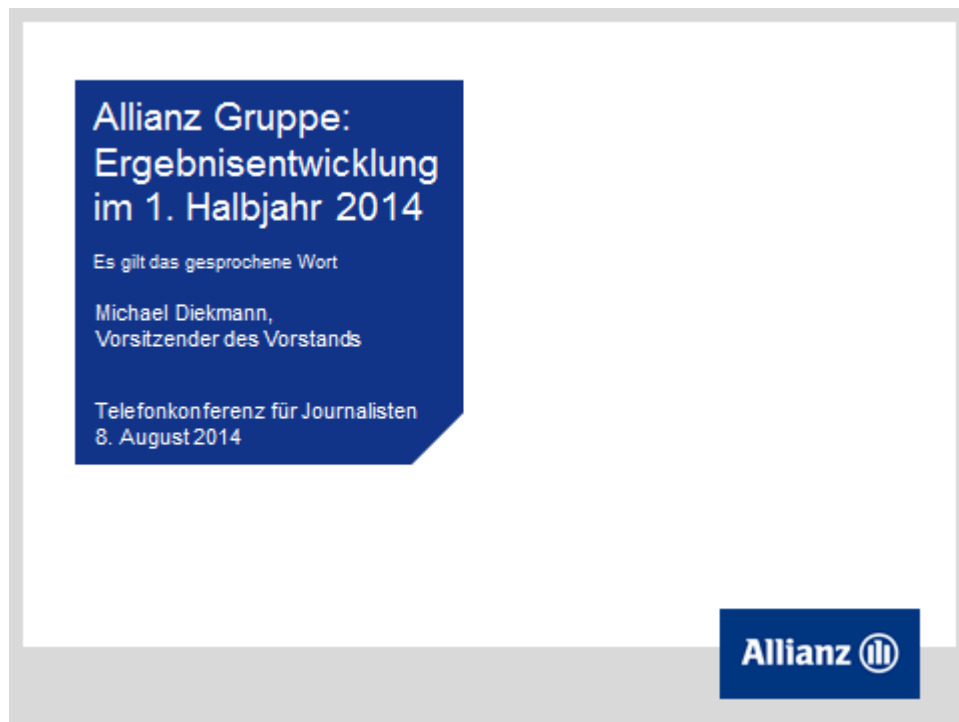 Allianz Gruppe:
Ergebnisentwicklung
im 1. Halbjahr 2014
Es gilt das gesprochene Wort
Michael Diekmann,
Vorsitzender des Vorstands
Telefonkonferenz für Journalisten
8. August 2014
Allianz